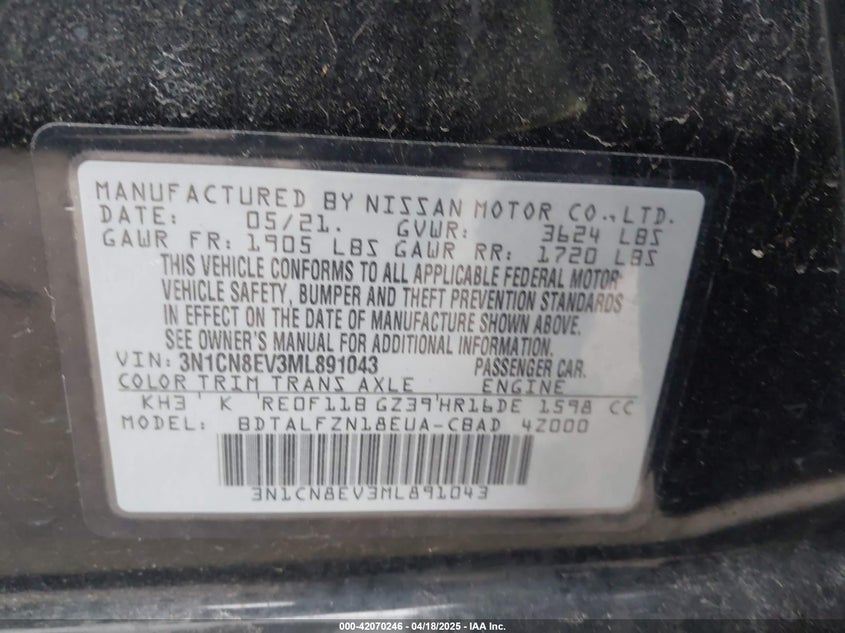 MANUFACTURED BY NISSAN MOTOR CO.,LTD.
DATE: 05/21. GVWR: 3624 LBS
GAWR FR: 1905 LBS GAWR RR: 1720 LBS
THIS VEHICLE CONFORMS TO ALL APPLICABLE FEDERAL MOTOR
VEHICLE SAFETY, BUMPER AND THEFT PREVENTION STANDARDS
IN EFFECT ON THE DATE OF MANUFACTURE SHOWN ABOVE.
SEE OWNER'S MANUAL FOR ADDITIONAL INFORMATION.
VIN: 3N1CN8EV3ML891043 PASSENGER CAR.
COLOR TRIM TRANS AXLE ENGINE
KH3 K RE0F11B GZ39 HR16DE 1598 CC
MODEL: BDTALFZN18EUA-CBAD 4Z000
3N1CN8EV3ML891043
000-42070246 - 04/18/2025 - IAA Inc.